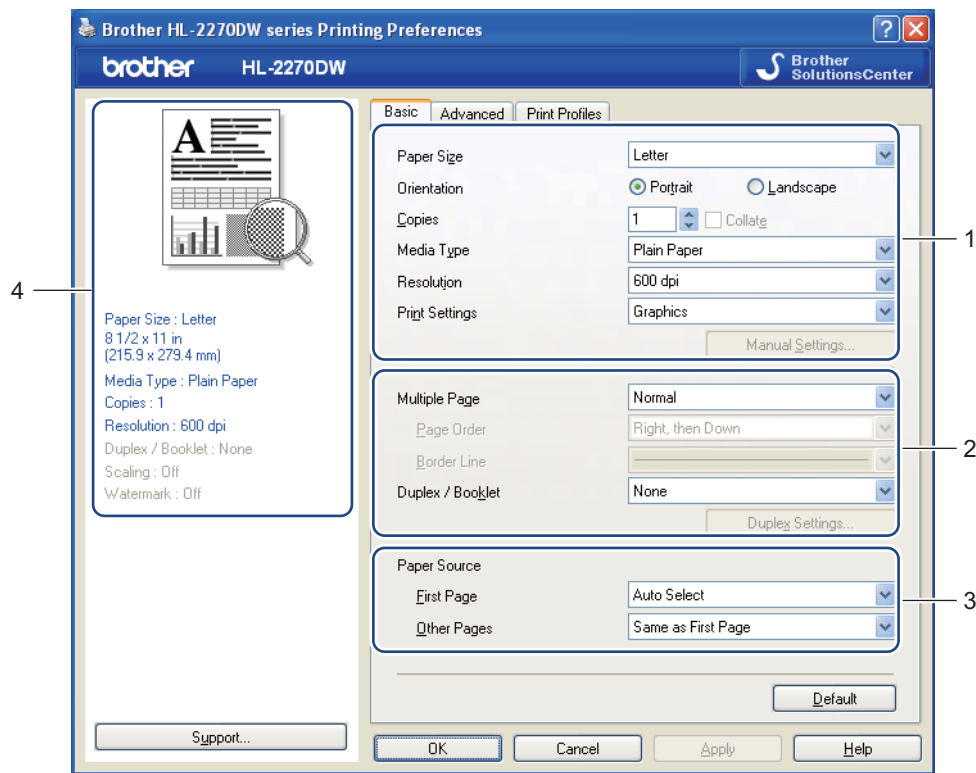 Brother HL-2270DW series Printing Preferences
brother HL-2270DW Brother SolutionsCenter
Basic Advanced Print Profiles
A
Paper Size Letter
Orientation Portrait Landscape
Copies 1 Collate
Media Type Plain Paper
Resolution 600 dpi
Print Settings Graphics
Manual Settings...
1
4
Paper Size : Letter
8 1/2 x 11 in
(215.9 x 279.4 mm)
Media Type : Plain Paper
Copies : 1
Resolution : 600 dpi
Duplex / Booklet : None
Scaling : Off
Watermark : Off
Multiple Page Normal
Page Order Right, then Down
Border Line
Duplex / Booklet None
Duplex Settings...
2
Paper Source
First Page Auto Select
Other Pages Same as First Page
3
Default
Support...
OK Cancel Apply Help